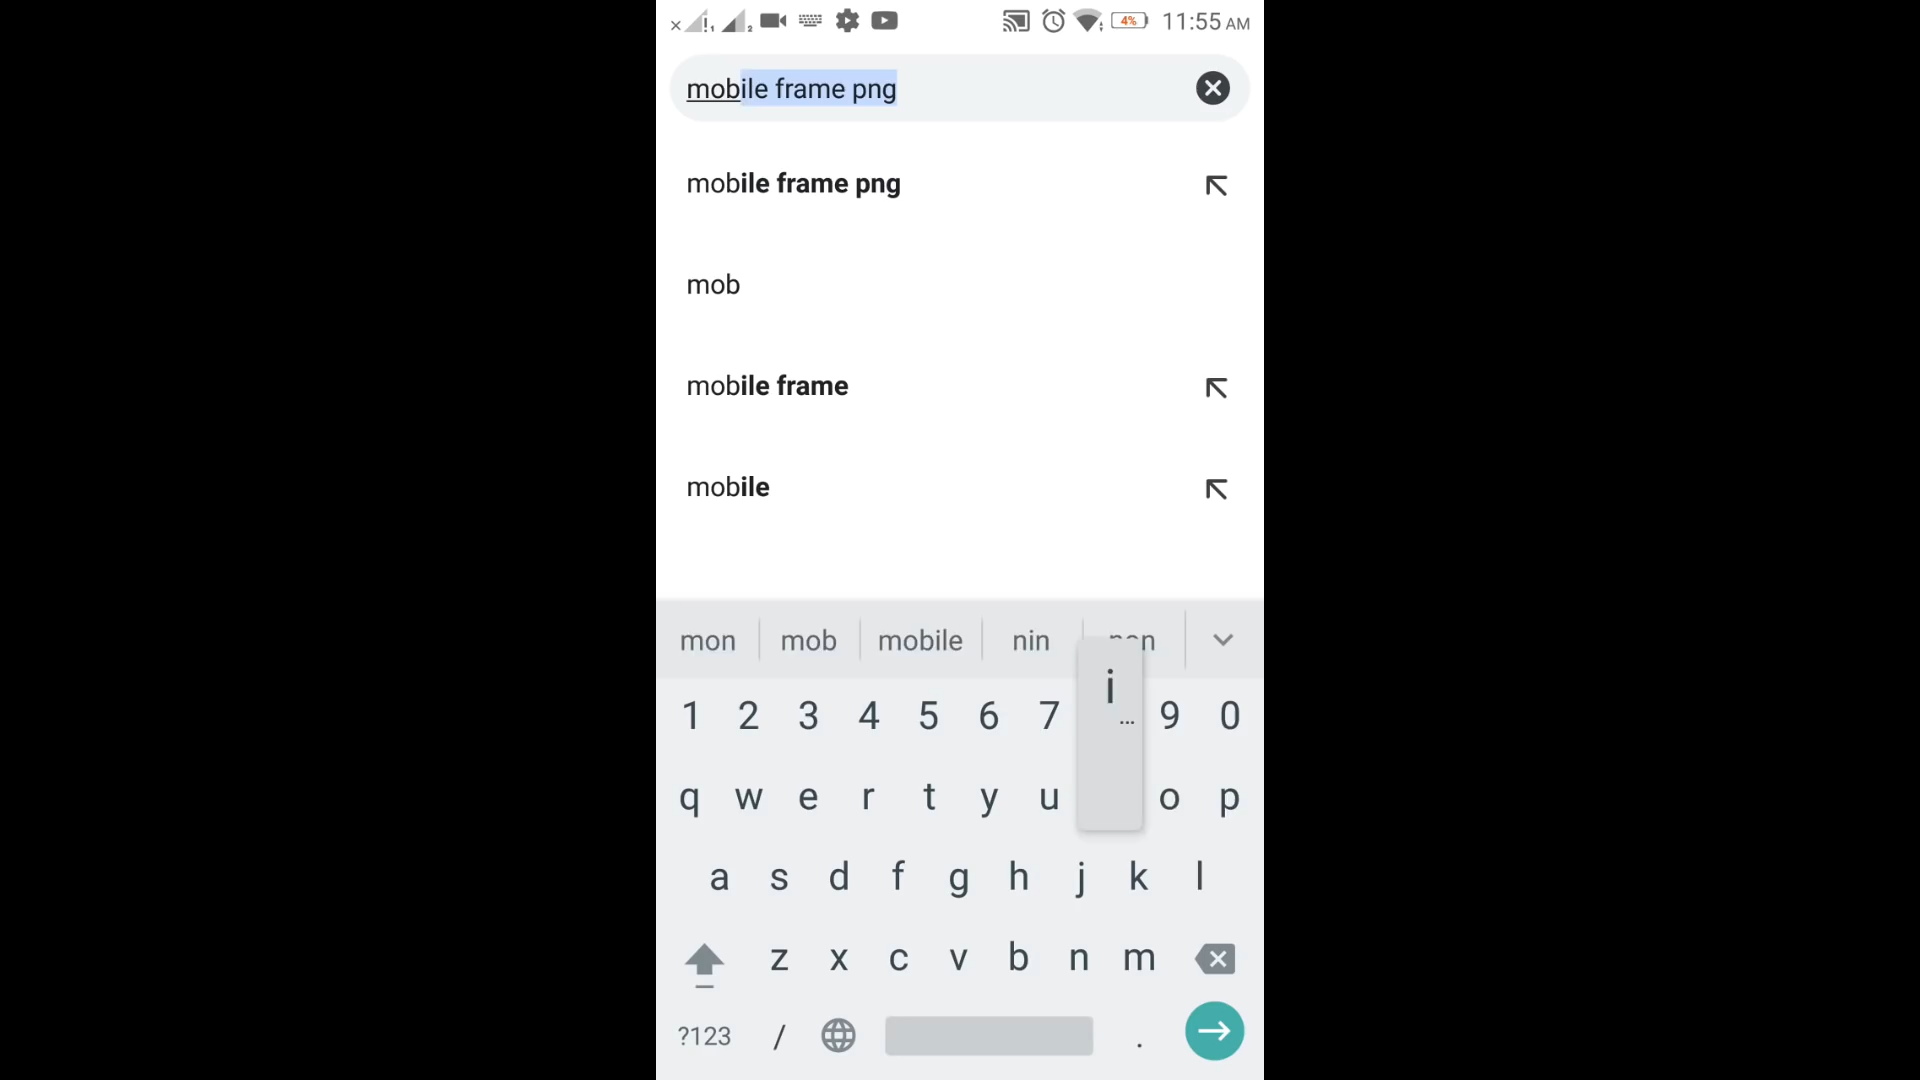 4% 11:55 AM
mobile frame png
mobile frame png
mob
mobile frame
mobile
mon mob mobile nin
i
...
1 2 3 4 5 6 7 9 0
q w e r t y u o p
a s d f g h j k l
z x c v b n m
?123 / .